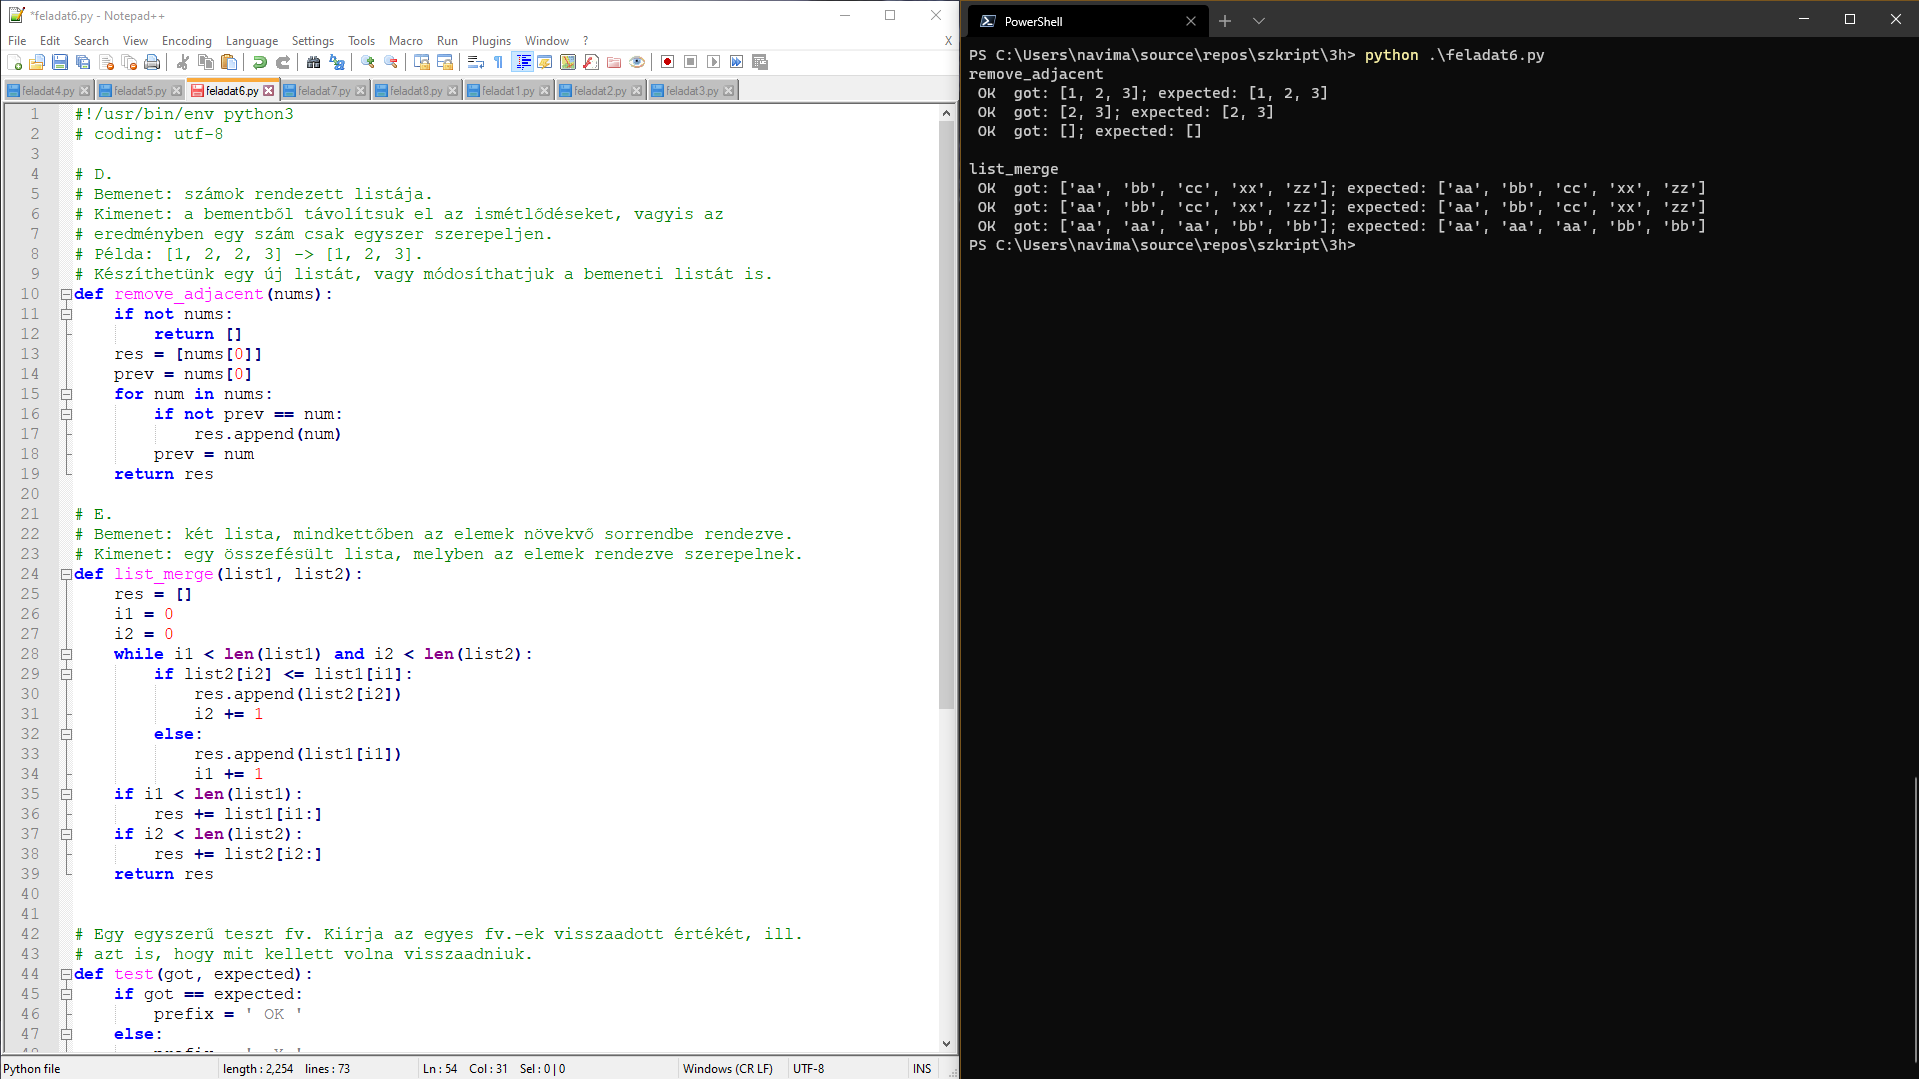 *feladat6.py - Notepad++
File Edit Search View Encoding Language Settings Tools Macro Run Plugins Window ? X
feladat4.py feladat5.py feladat6.py feladat7.py feladat8.py feladat1.py feladat2.py feladat3.py
1 #!/usr/bin/env python3
2 # coding: utf-8
3
4 # D.
5 # Bemenet: számok rendezett listája.
6 # Kimenet: a bementből távolítsuk el az ismétlődéseket, vagyis az
7 # eredményben egy szám csak egyszer szerepeljen.
8 # Példa: [1, 2, 2, 3] -> [1, 2, 3].
9 # Készíthetünk egy új listát, vagy módosíthatjuk a bemeneti listát is.
10 def remove_adjacent(nums):
11     if not nums:
12         return []
13     res = [nums[0]]
14     prev = nums[0]
15     for num in nums:
16         if not prev == num:
17             res.append(num)
18         prev = num
19     return res
20
21 # E.
22 # Bemenet: két lista, mindkettőben az elemek növekvő sorrendbe rendezve.
23 # Kimenet: egy összefésült lista, melyben az elemek rendezve szerepelnek.
24 def list_merge(list1, list2):
25     res = []
26     i1 = 0
27     i2 = 0
28     while i1 < len(list1) and i2 < len(list2):
29         if list2[i2] <= list1[i1]:
30             res.append(list2[i2])
31             i2 += 1
32         else:
33             res.append(list1[i1])
34             i1 += 1
35     if i1 < len(list1):
36         res += list1[i1:]
37     if i2 < len(list2):
38         res += list2[i2:]
39     return res
40
41
42 # Egy egyszerű teszt fv. Kiírja az egyes fv.-ek visszaadott értékét, ill.
43 # azt is, hogy mit kellett volna visszaadniuk.
44 def test(got, expected):
45     if got == expected:
46         prefix = ' OK '
47     else:
Python file length : 2,254 lines : 73 Ln : 54 Col : 31 Sel : 0 | 0 Windows (CR LF) UTF-8 INS
PowerShell
PS C:\Users\navima\source\repos\szkript\3h> python .\feladat6.py
remove_adjacent
 OK  got: [1, 2, 3]; expected: [1, 2, 3]
 OK  got: [2, 3]; expected: [2, 3]
 OK  got: []; expected: []

list_merge
 OK  got: ['aa', 'bb', 'cc', 'xx', 'zz']; expected: ['aa', 'bb', 'cc', 'xx', 'zz']
 OK  got: ['aa', 'bb', 'cc', 'xx', 'zz']; expected: ['aa', 'bb', 'cc', 'xx', 'zz']
 OK  got: ['aa', 'aa', 'aa', 'bb', 'bb']; expected: ['aa', 'aa', 'aa', 'bb', 'bb']
PS C:\Users\navima\source\repos\szkript\3h>